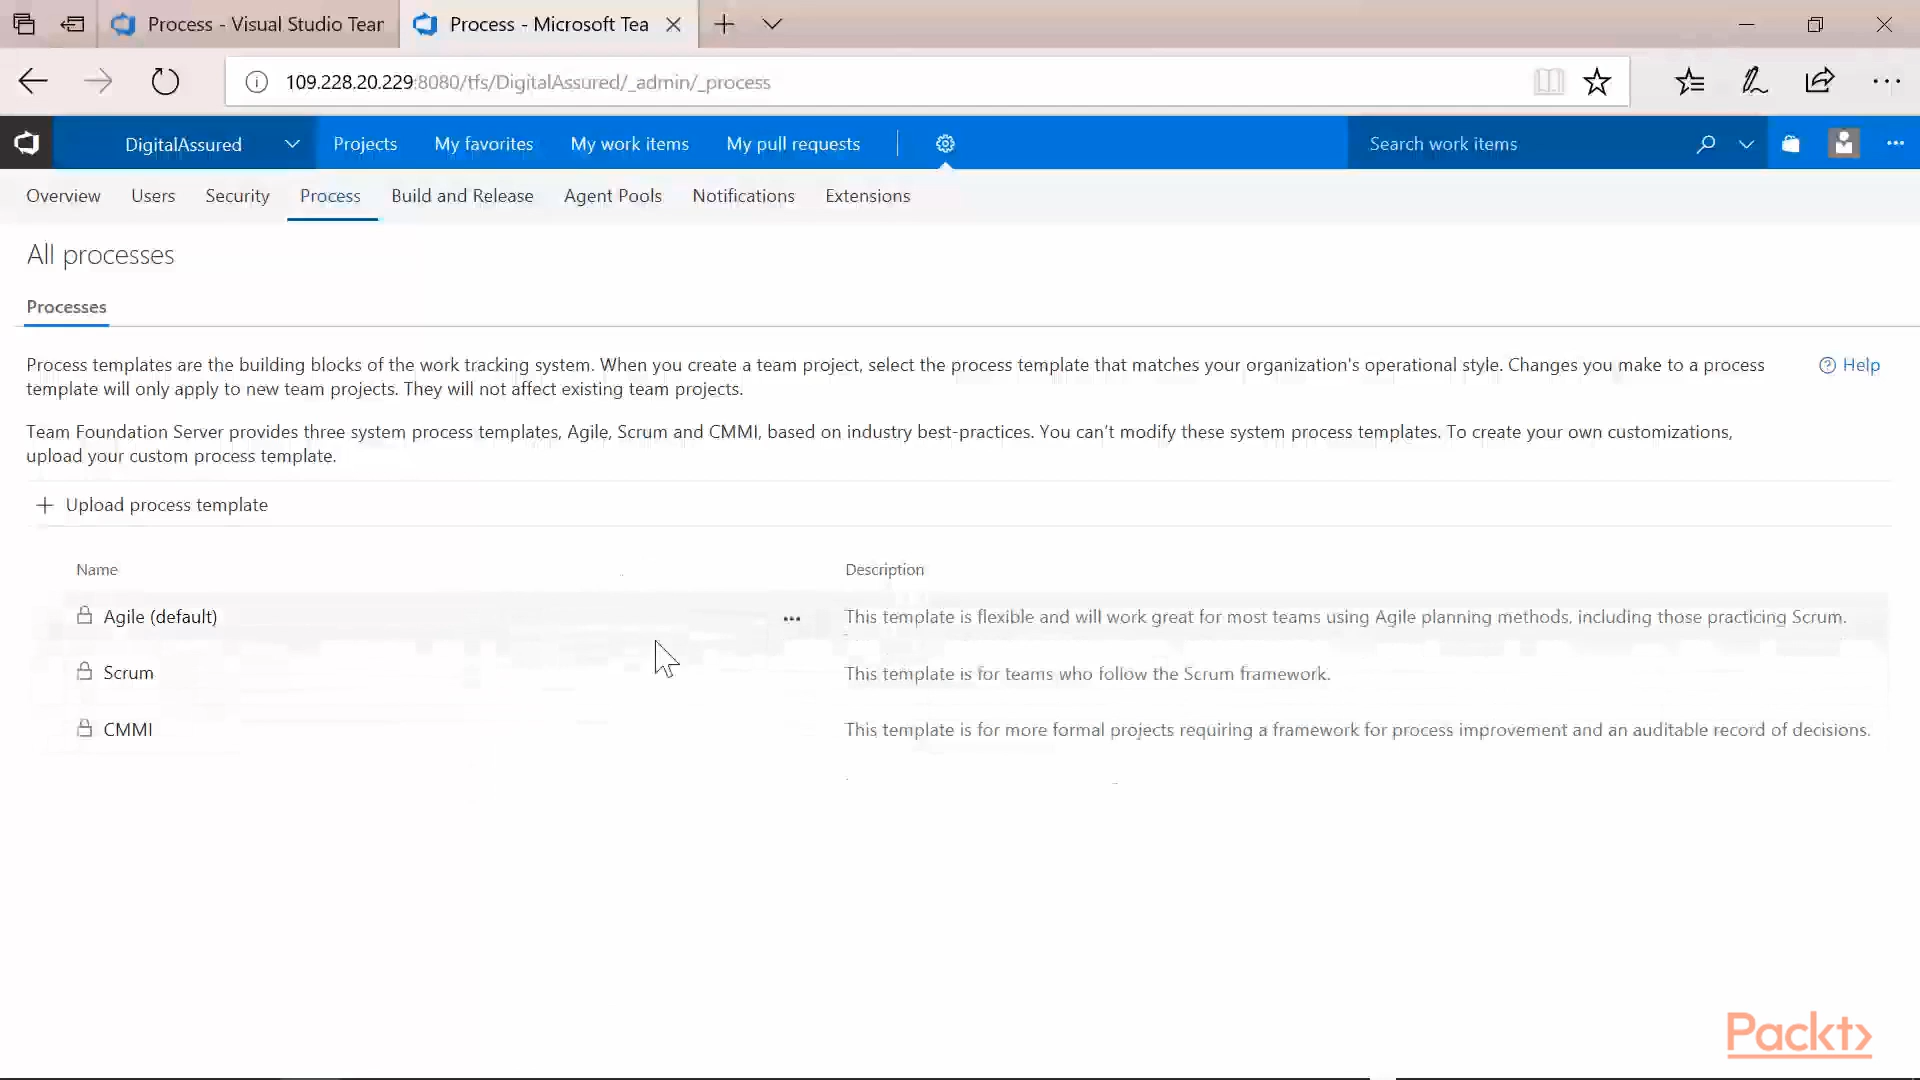 Process - Visual Studio Tean
Process - Microsoft Tea
109.228.20.229:8080/tfs/DigitalAssured/_admin/_process
DigitalAssured
Projects
My favorites
My work items
My pull requests
Search work items
Overview
Users
Security
Process
Build and Release
Agent Pools
Notifications
Extensions
All processes
Processes
Process templates are the building blocks of the work tracking system. When you create a team project, select the process template that matches your organization's operational style. Changes you make to a process
template will only apply to new team projects. They will not affect existing team projects.
Help
Team Foundation Server provides three system process templates, Agile, Scrum and CMMI, based on industry best-practices. You can't modify these system process templates. To create your own customizations,
upload your custom process template.
Upload process template
Name
Description
Agile (default)
This template is flexible and will work great for most teams using Agile planning methods, including those practicing Scrum.
Scrum
This template is for teams who follow the Scrum framework.
CMMI
This template is for more formal projects requiring a framework for process improvement and an auditable record of decisions.
Packt>